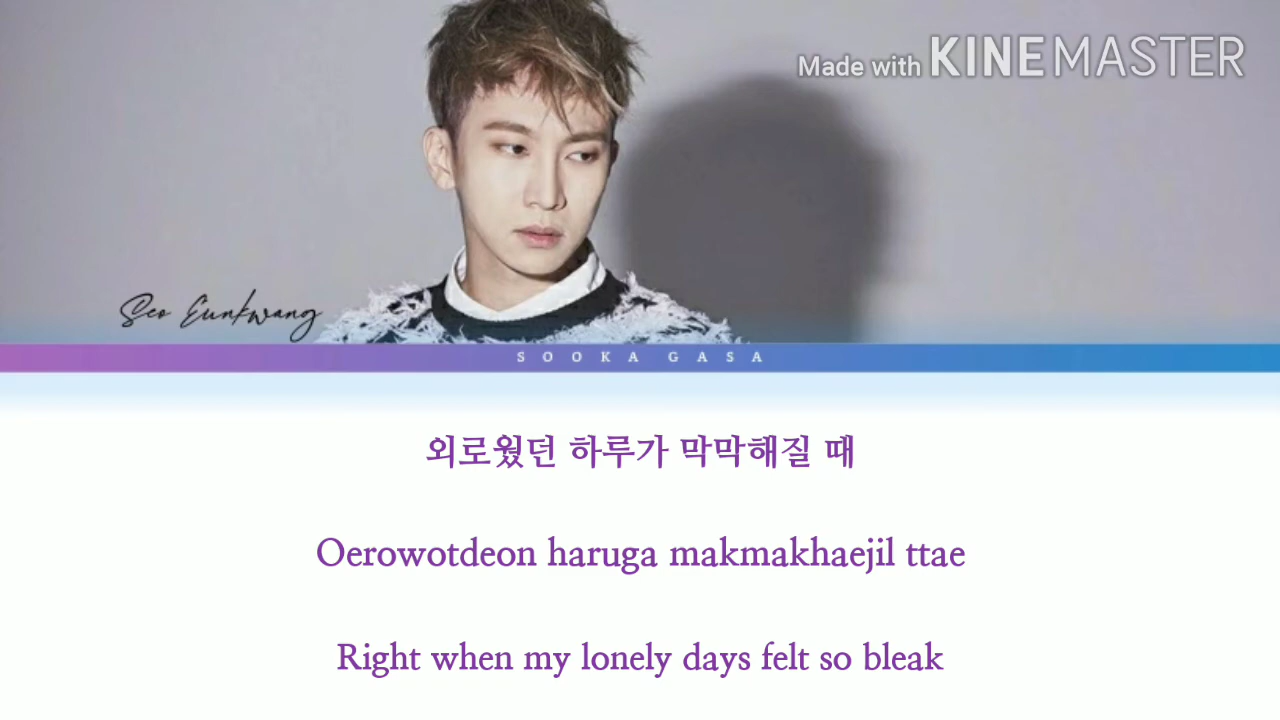 Made with KINEMASTER
Seo Eunkwang
SOOKA GASA
외로웠던 하루가 막막해질 때
Oerowotdeon haruga makmakhaejil ttae
Right when my lonely days felt so bleak